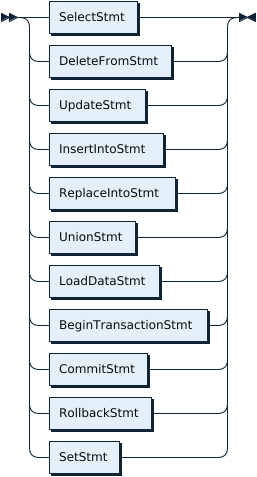 SelectStmt
DeleteFromStmt
UpdateStmt
InsertIntoStmt
ReplaceIntoStmt
UnionStmt
LoadDataStmt
BeginTransactionStmt
CommitStmt
RollbackStmt
SetStmt